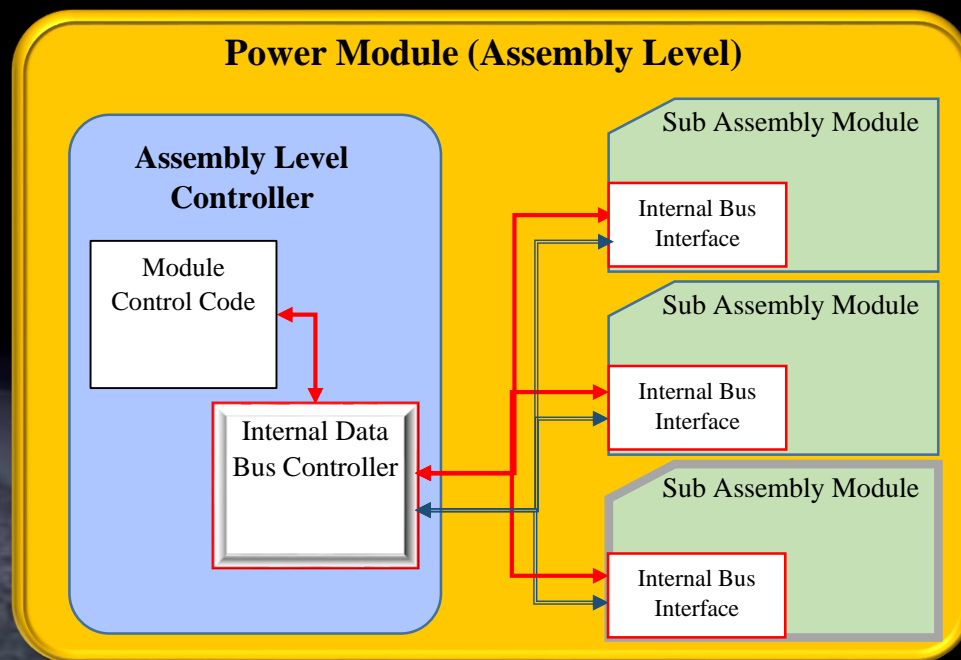 Power Module (Assembly Level)
Assembly Level
Controller
Module
Control Code
Internal Data
Bus Controller
Sub Assembly Module
Internal Bus
Interface
Sub Assembly Module
Internal Bus
Interface
Sub Assembly Module
Internal Bus
Interface